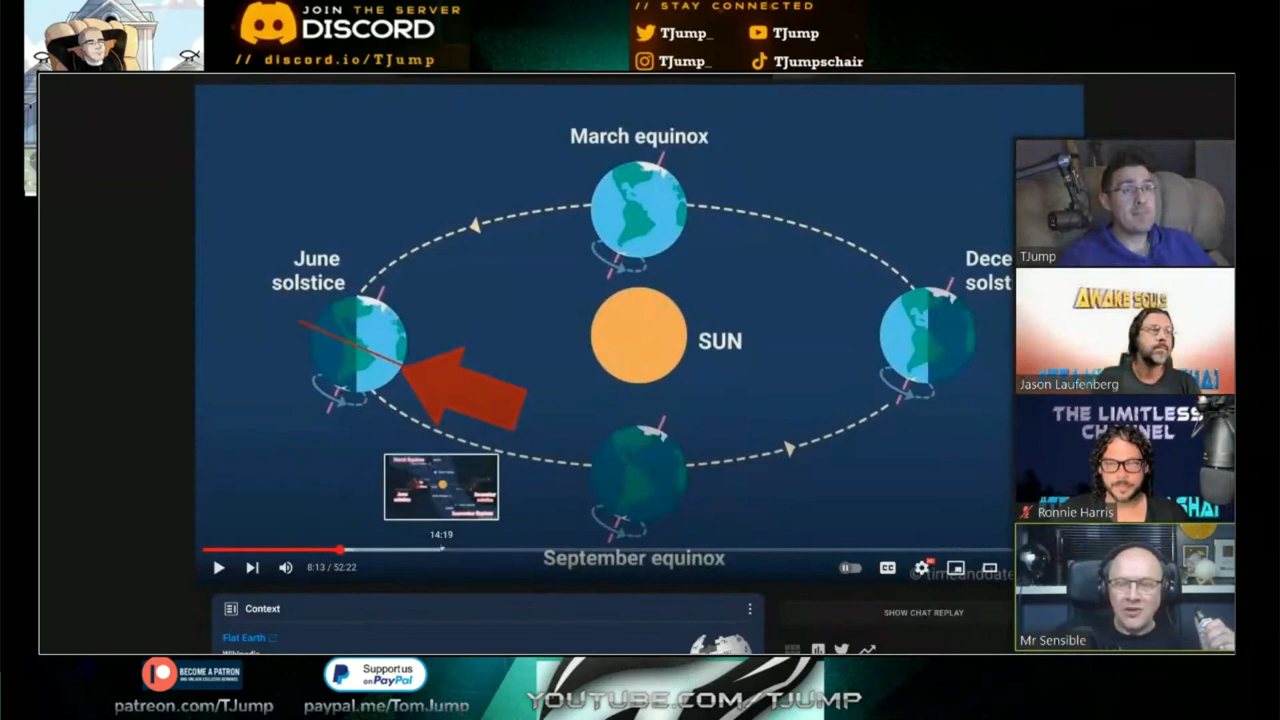 JOIN THE SERVER
DISCORD
// discord.io/TJump
// STAY CONNECTED
TJump_
TJump
TJump_
TJumpschair
March equinox
June
solstice
Dece
solst
SUN
14:19
September equinox
8:13 / 52:22
CC
TJump
AWAKE SOULS
Jason Laufenberg
THE LIMITLESS
CHANNEL
Ronnie Harris
Mr Sensible
Context
SHOW CHAT REPLAY
Flat Earth
BECOME A PATRON
Support us
on PayPal
patreon.com/TJump
paypal.me/TomJump
YOUTUBE.COM/TJUMP